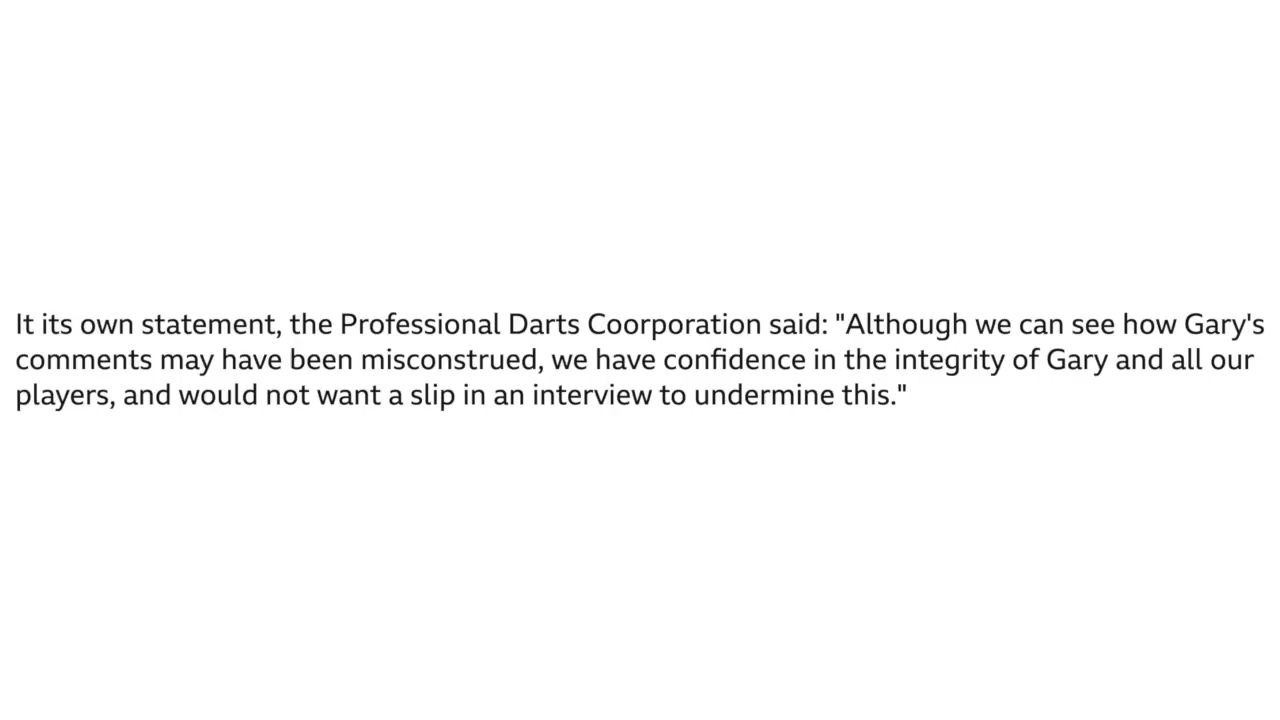 It its own statement, the Professional Darts Coorporation said: "Although we can see how Gary's
comments may have been misconstrued, we have confidence in the integrity of Gary and all our
players, and would not want a slip in an interview to undermine this."